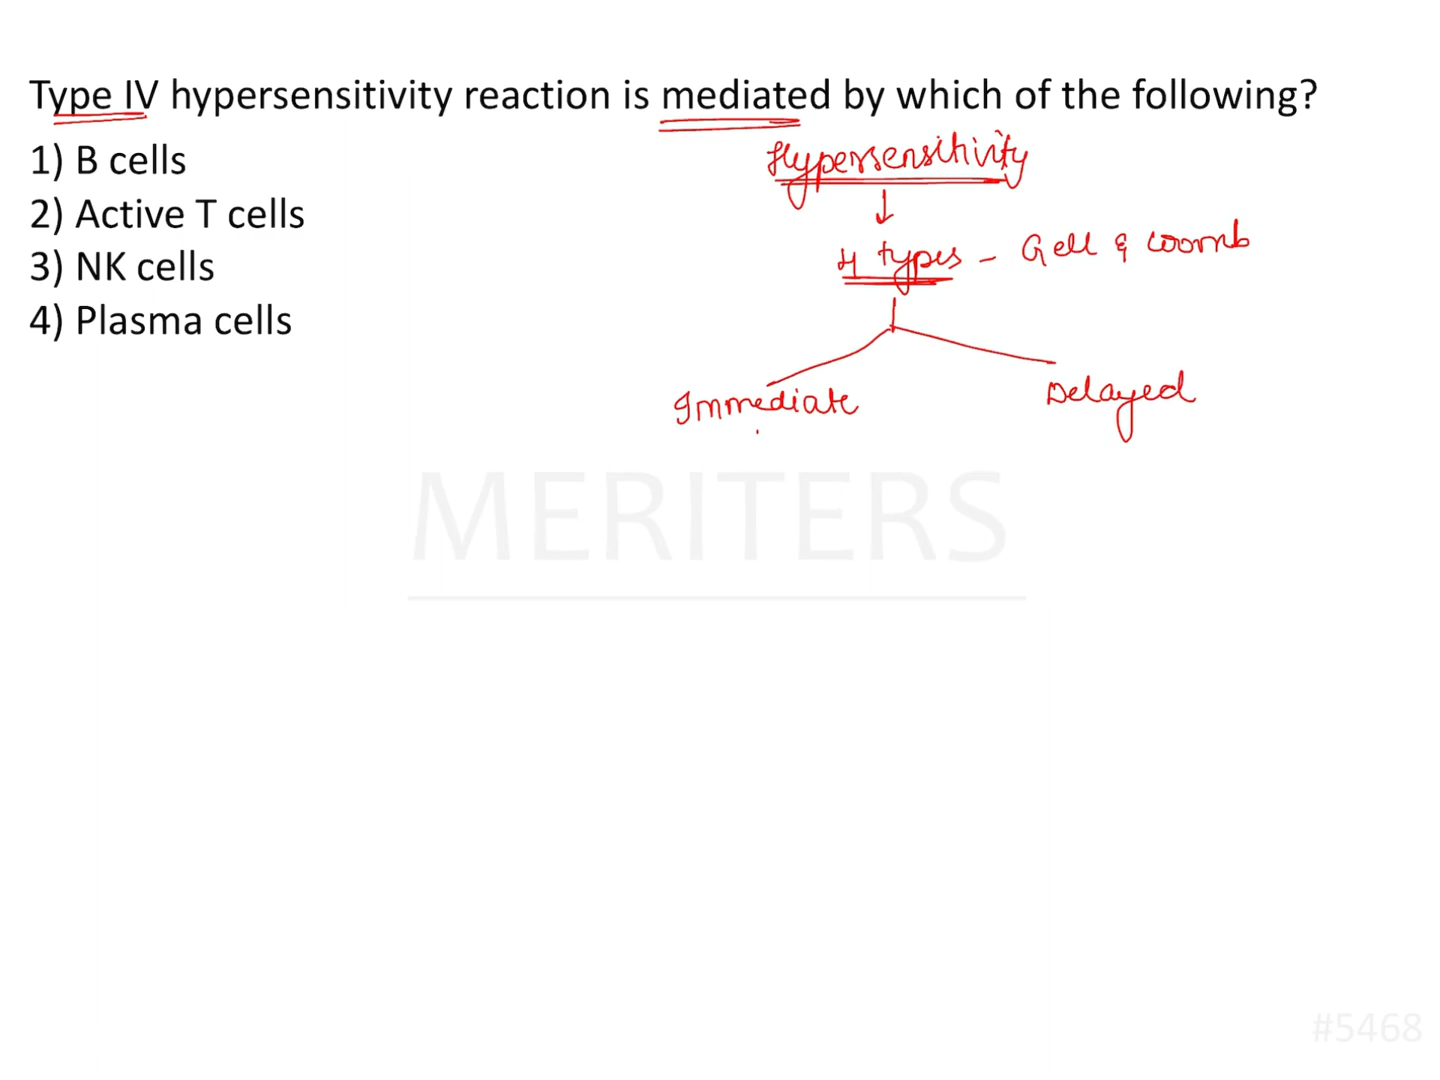 Type IV hypersensitivity reaction is mediated by which of the following?
1) B cells
2) Active T cells
3) NK cells
4) Plasma cells
Hypersensitivity
↓
4 types - Gell & Coomb
Immediate
Delayed
MERITERS
#5468